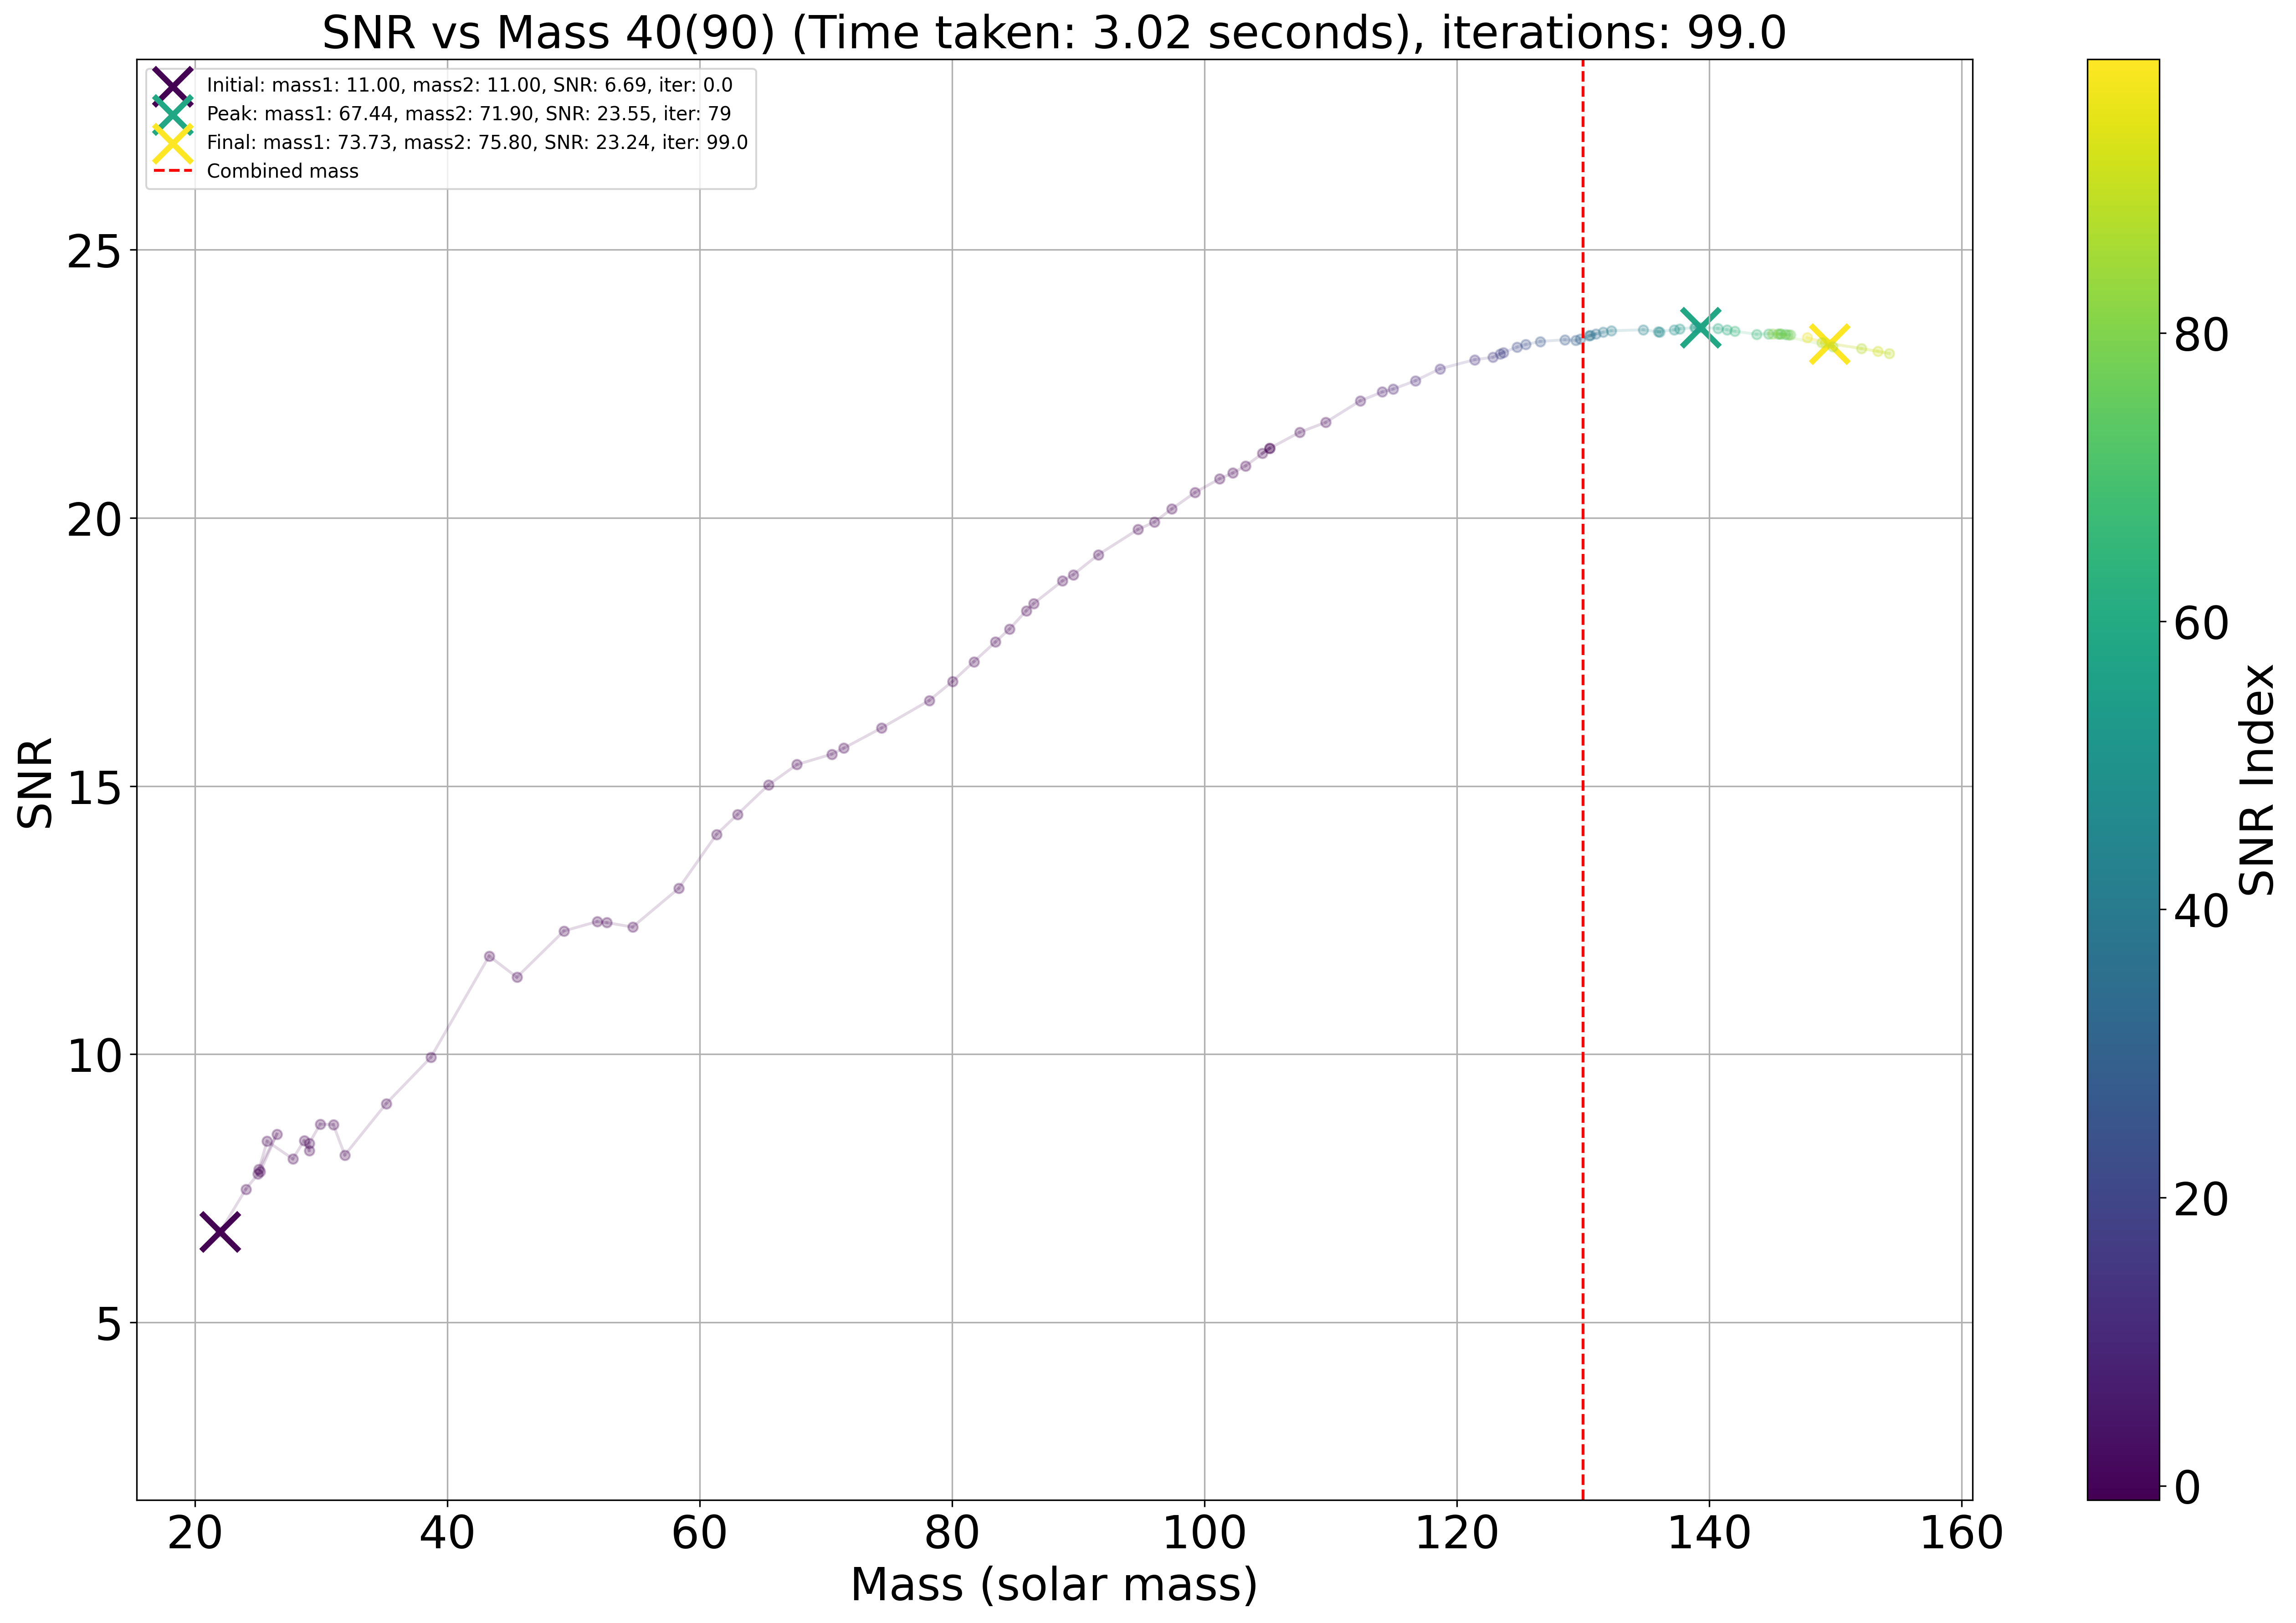 SNR vs Mass 40(90) (Time taken: 3.02 seconds), iterations: 99.0
Initial: mass1: 11.00, mass2: 11.00, SNR: 6.69, iter: 0.0
Peak: mass1: 67.44, mass2: 71.90, SNR: 23.55, iter: 79
Final: mass1: 73.73, mass2: 75.80, SNR: 23.24, iter: 99.0
Combined mass
25
20
15
10
5
SNR
20 40 60 80 100 120 140 160
Mass (solar mass)
80
60
40
20
0
SNR Index